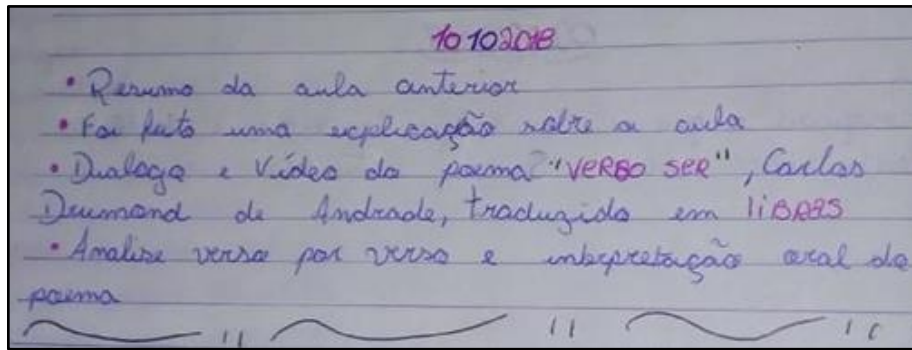 10 10 2018
• Resumo da aula anterior
• Foi feito uma explicação sobre a aula
• Dialogo e Vídeo do poema "VERBO SER", Carlos
Drumond de Andrade, traduzido em liBRAS
• Analise verso por verso e interpretação oral do
poema